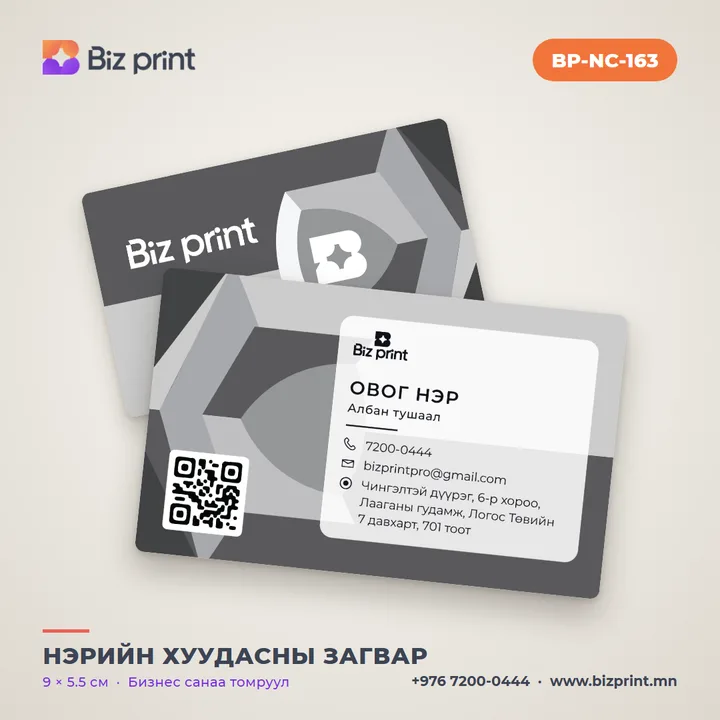 Biz print
BP-NC-163
Biz print
B
Biz print
ОВОГ НЭР
Албан тушаал
7200-0444
bizprintpro@gmail.com
Чингэлтэй дүүрэг, 6-р хороо,
Лааганы гудамж, Логос Төвийн
7 давхарт, 701 тоот
НЭРИЙН ХУУДАСНЫ ЗАГВАР
9 × 5.5 см · Бизнес санаа томруул
+976 7200-0444 · www.bizprint.mn